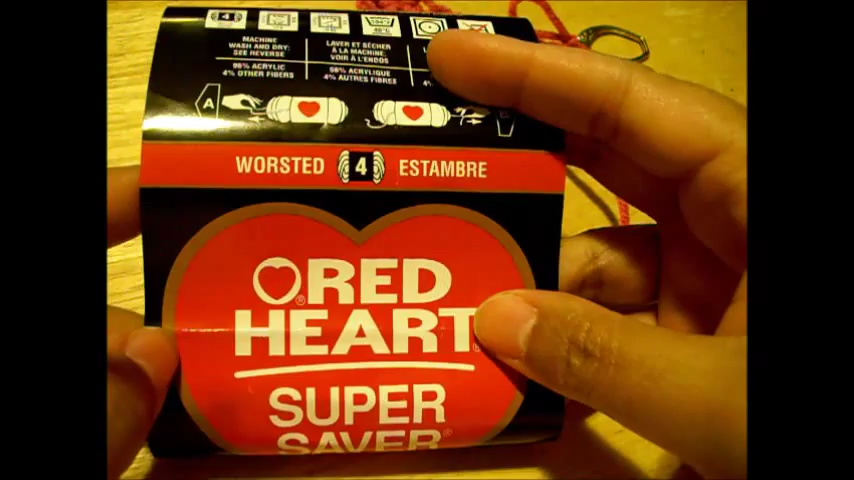 4
MACHINE
WASH AND DRY:
SEE REVERSE
96% ACRYLIC
4% OTHER FIBERS
LAVER ET SÉCHER
À LA MACHINE:
VOIR À L'ENDOS
96% ACRYLIQUE
4% AUTRES FIBRES
A
WORSTED 4 ESTAMBRE
RED
HEART
SUPER
SAVER®